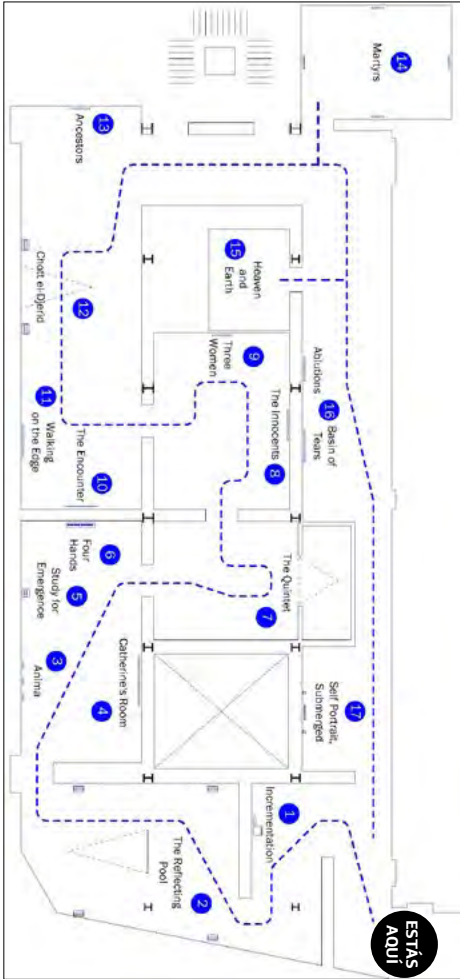 14
Martyrs
13
Ancestors
15
Heaven
and
Earth
12
Chott el-Djerid
9
Three
Women
Ablutions
16
Basin of
Tears
The Innocents
8
11
Walking
on the Edge
The Encounter
10
6
Four
Hands
5
Study for
Emergence
The Quintet
7
3
Anima
4
Catherine's Room
17
Self Portrait,
Submerged
1
Incrementation
The Reflecting
Pool
2
ESTÁS
AQUÍ